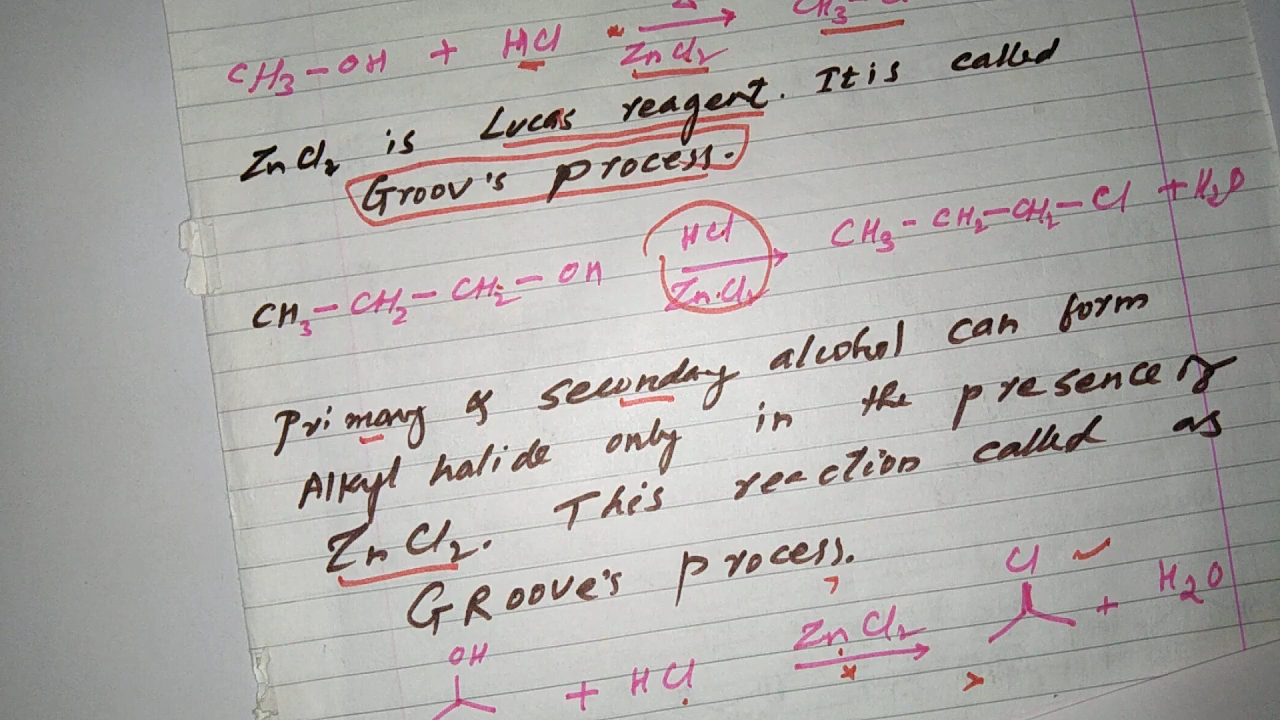 CH₃ – OH + HCl Δ → ZnCl₂ CH₃ – Cl
ZnCl₂ is Lucas reagent. It is called
Groov's process.
CH₃ – CH₂ – CH₂ – OH HCl → ZnCl₂ CH₃ – CH₂ – CH₂ – Cl + H₂O
Primary & secondary alcohol can form
Alkyl halide only in the presence of
ZnCl₂. This reaction called as
GROOVE's process.
OH + HCl ZnCl₂ → Cl + H₂O